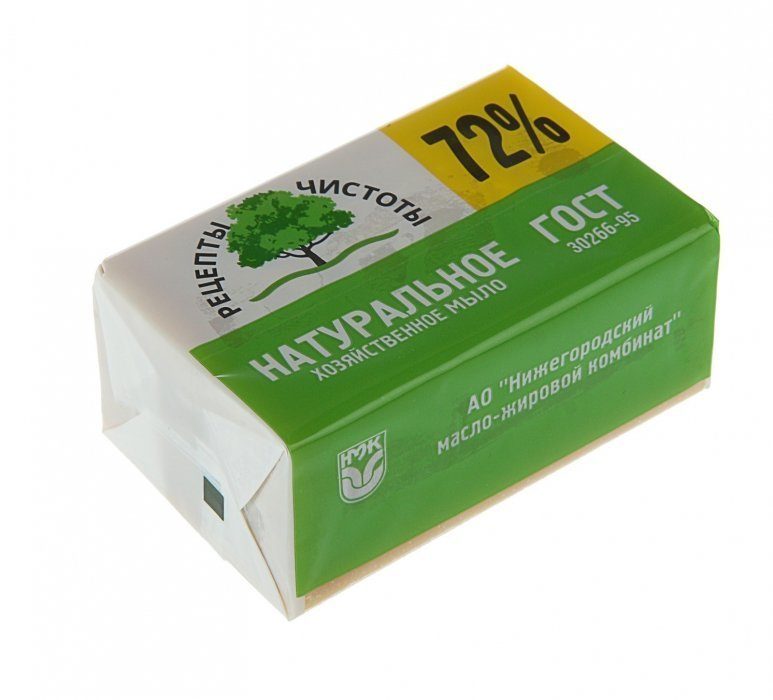 72%
РЕЦЕПТЫ ЧИСТОТЫ
НАТУРАЛЬНОЕ
ХОЗЯЙСТВЕННОЕ МЫЛО
ГОСТ
30266-95
АО "Нижегородский
масло-жировой комбинат"
НМЖК